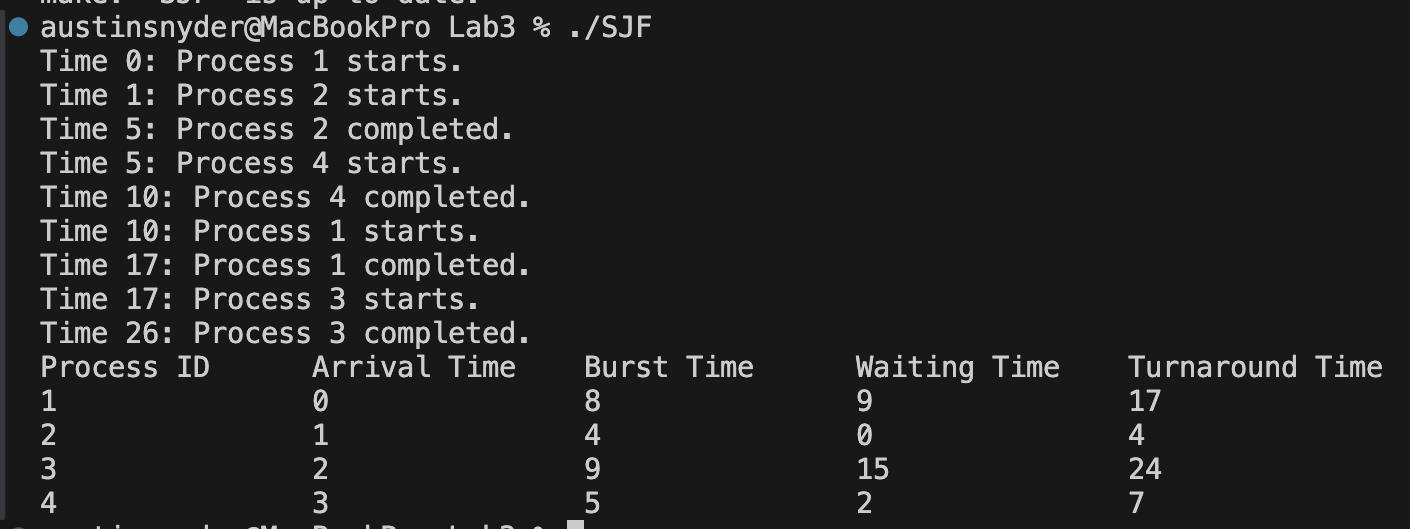 austinsnyder@MacBookPro Lab3 % ./SJF
Time 0: Process 1 starts.
Time 1: Process 2 starts.
Time 5: Process 2 completed.
Time 5: Process 4 starts.
Time 10: Process 4 completed.
Time 10: Process 1 starts.
Time 17: Process 1 completed.
Time 17: Process 3 starts.
Time 26: Process 3 completed.
Process ID Arrival Time Burst Time Waiting Time Turnaround Time
1 0 8 9 17
2 1 4 0 4
3 2 9 15 24
4 3 5 2 7